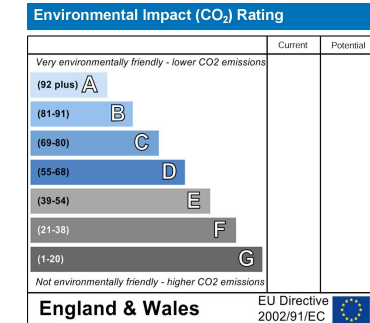 Environmental Impact (CO₂) Rating
Current Potential
Very environmentally friendly - lower CO2 emissions
(92 plus) A
(81-91) B
(69-80) C
(55-68) D
(39-54) E
(21-38) F
(1-20) G
Not environmentally friendly - higher CO2 emissions
England & Wales
EU Directive
2002/91/EC